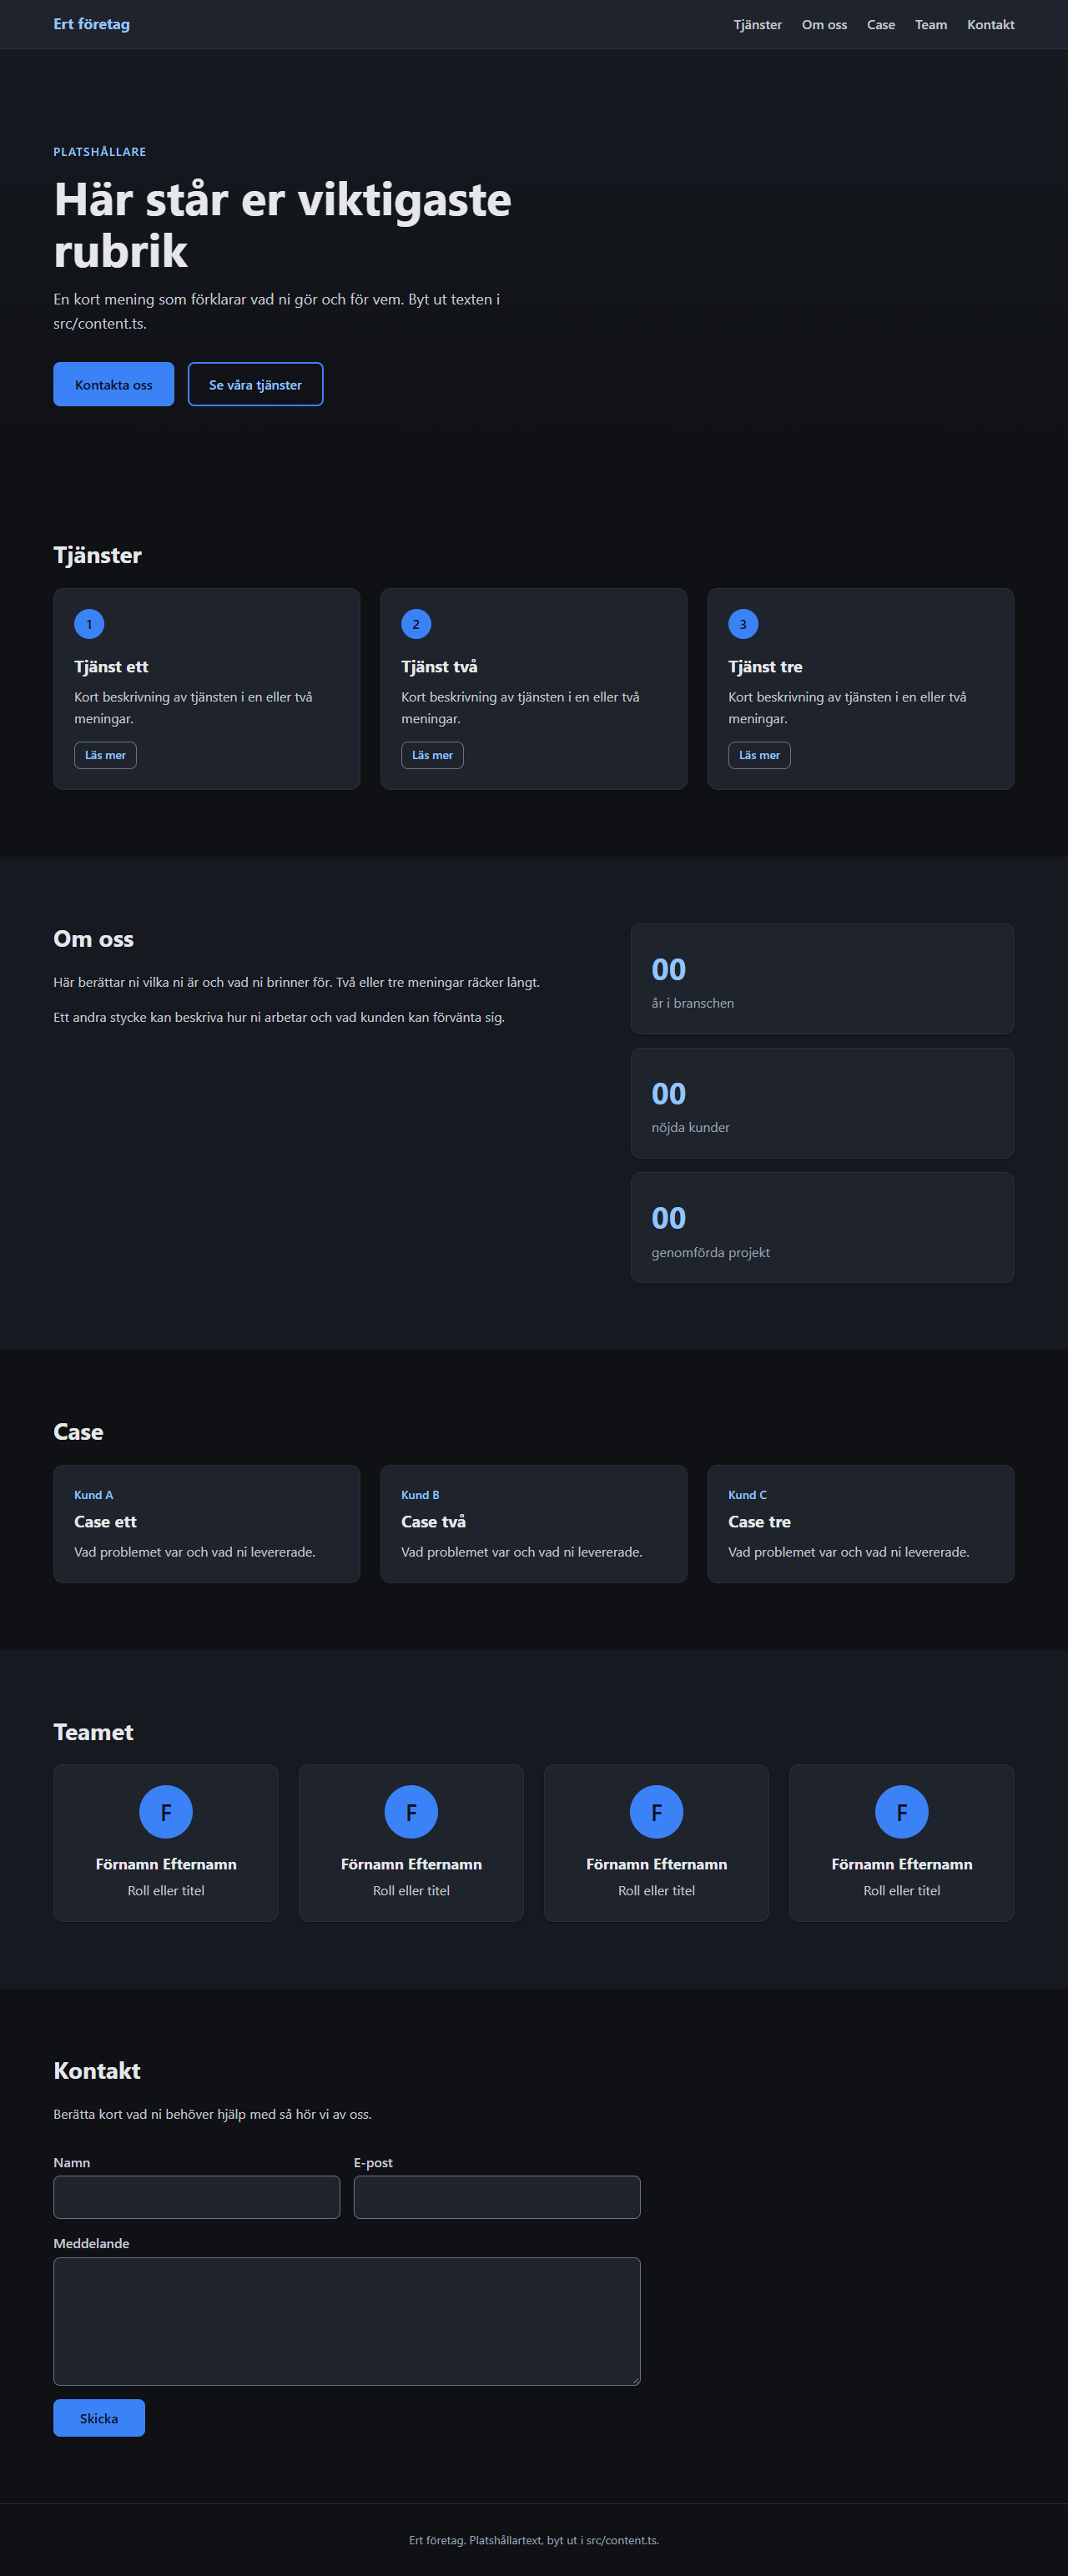 Ert företag
Tjänster Om oss Case Team Kontakt
PLATSHÅLLARE
Här står er viktigaste
rubrik
En kort mening som förklarar vad ni gör och för vem. Byt ut texten i
src/content.ts.
Kontakta oss
Se våra tjänster
Tjänster
1
Tjänst ett
Kort beskrivning av tjänsten i en eller två
meningar.
Läs mer
2
Tjänst två
Kort beskrivning av tjänsten i en eller två
meningar.
Läs mer
3
Tjänst tre
Kort beskrivning av tjänsten i en eller två
meningar.
Läs mer
Om oss
Här berättar ni vilka ni är och vad ni brinner för. Två eller tre meningar räcker långt.
Ett andra stycke kan beskriva hur ni arbetar och vad kunden kan förvänta sig.
00
år i branschen
00
nöjda kunder
00
genomförda projekt
Case
Kund A
Case ett
Vad problemet var och vad ni levererade.
Kund B
Case två
Vad problemet var och vad ni levererade.
Kund C
Case tre
Vad problemet var och vad ni levererade.
Teamet
F
Förnamn Efternamn
Roll eller titel
F
Förnamn Efternamn
Roll eller titel
F
Förnamn Efternamn
Roll eller titel
F
Förnamn Efternamn
Roll eller titel
Kontakt
Berätta kort vad ni behöver hjälp med så hör vi av oss.
Namn
E-post
Meddelande
Skicka
Ert företag. Platshållartext, byt ut i src/content.ts.